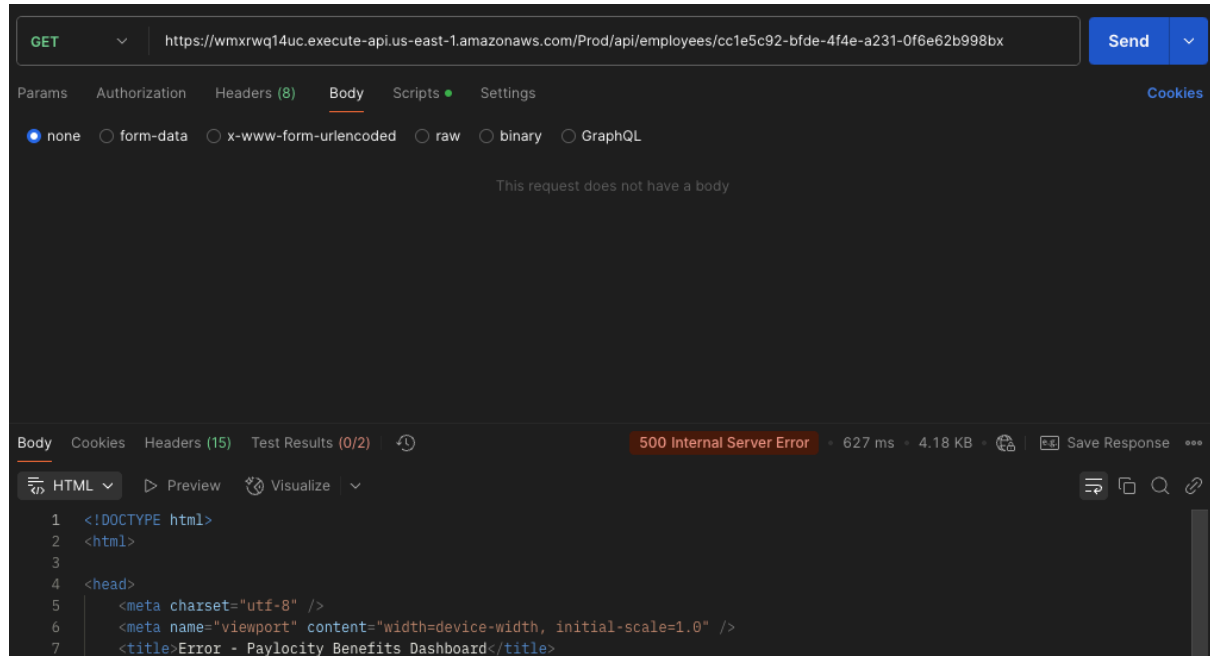 GET https://wmxrwq14uc.execute-api.us-east-1.amazonaws.com/Prod/api/employees/cc1e5c92-bfde-4f4e-a231-0f6e62b998bx Send
Params Authorization Headers (8) Body Scripts Settings Cookies
none form-data x-www-form-urlencoded raw binary GraphQL
This request does not have a body
Body Cookies Headers (15) Test Results (0/2) 500 Internal Server Error • 627 ms • 4.18 KB • e.g. Save Response
HTML Preview Visualize
1 <!DOCTYPE html>
2 <html>
3
4 <head>
5 <meta charset="utf-8" />
6 <meta name="viewport" content="width=device-width, initial-scale=1.0" />
7 <title>Error - Paylocity Benefits Dashboard</title>